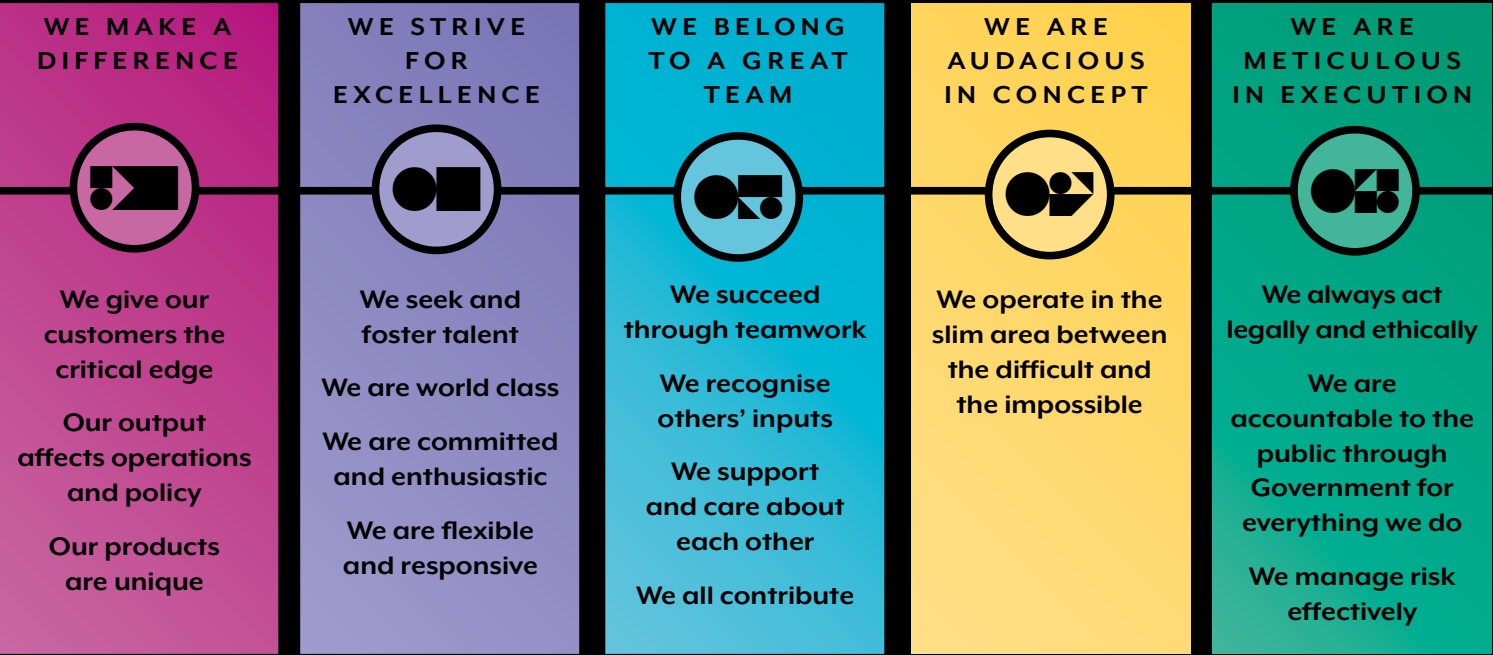 WE MAKE A
DIFFERENCE
We give our
customers the
critical edge
Our output
affects operations
and policy
Our products
are unique
WE STRIVE
FOR
EXCELLENCE
We seek and
foster talent
We are world class
We are committed
and enthusiastic
We are flexible
and responsive
WE BELONG
TO A GREAT
TEAM
We succeed
through teamwork
We recognise
others’ inputs
We support
and care about
each other
We all contribute
WE ARE
AUDACIOUS
IN CONCEPT
We operate in the
slim area between
the difficult and
the impossible
WE ARE
METICULOUS
IN EXECUTION
We always act
legally and ethically
We are
accountable to the
public through
Government for
everything we do
We manage risk
effectively